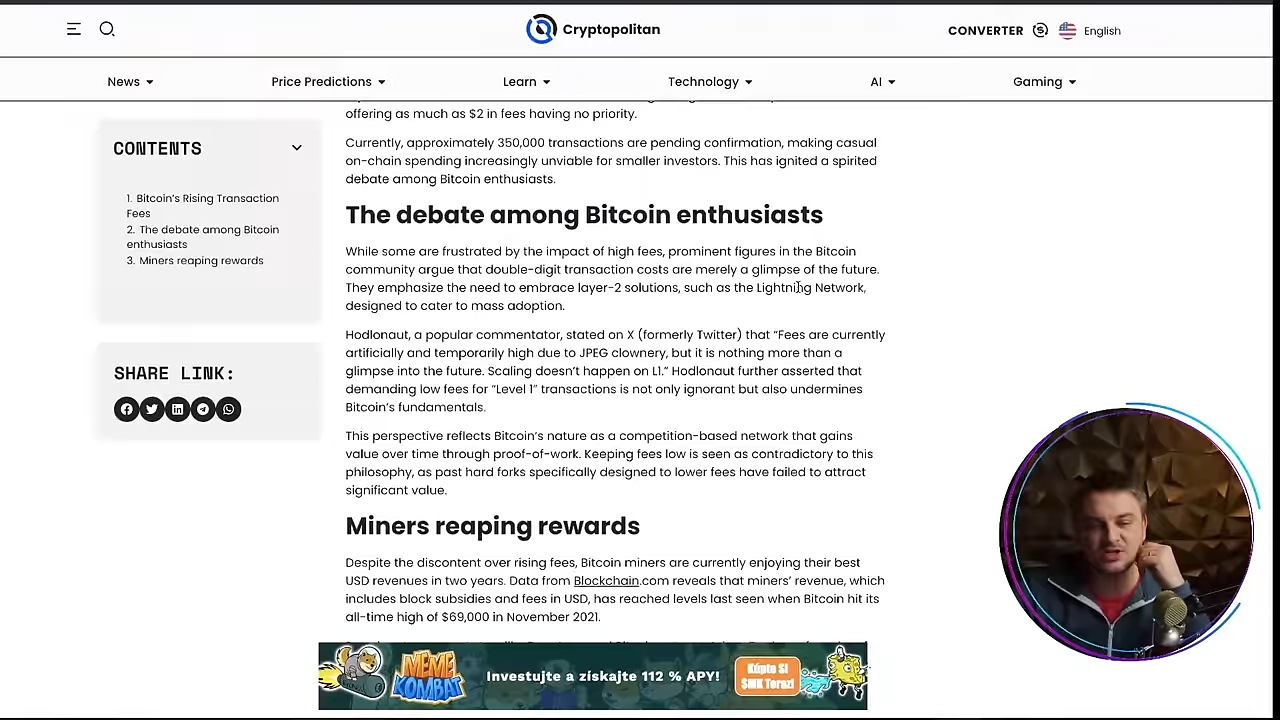 Cryptopolitan
CONVERTER
English
News
Price Predictions
Learn
Technology
AI
Gaming
CONTENTS
1. Bitcoin's Rising Transaction
Fees
2. The debate among Bitcoin
enthusiasts
3. Miners reaping rewards
SHARE LINK:
offering as much as $2 in fees having no priority.
Currently, approximately 350,000 transactions are pending confirmation, making casual
on-chain spending increasingly unviable for smaller investors. This has ignited a spirited
debate among Bitcoin enthusiasts.
The debate among Bitcoin enthusiasts
While some are frustrated by the impact of high fees, prominent figures in the Bitcoin
community argue that double-digit transaction costs are merely a glimpse of the future.
They emphasize the need to embrace layer-2 solutions, such as the Lightning Network,
designed to cater to mass adoption.
Hodlonaut, a popular commentator, stated on X (formerly Twitter) that “Fees are currently
artificially and temporarily high due to JPEG clownery, but it is nothing more than a
glimpse into the future. Scaling doesn’t happen on L1.” Hodlonaut further asserted that
demanding low fees for “Level 1” transactions is not only ignorant but also undermines
Bitcoin’s fundamentals.
This perspective reflects Bitcoin’s nature as a competition-based network that gains
value over time through proof-of-work. Keeping fees low is seen as contradictory to this
philosophy, as past hard forks specifically designed to lower fees have failed to attract
significant value.
Miners reaping rewards
Despite the discontent over rising fees, Bitcoin miners are currently enjoying their best
USD revenues in two years. Data from Blockchain.com reveals that miners’ revenue, which
includes block subsidies and fees in USD, has reached levels last seen when Bitcoin hit its
all-time high of $69,000 in November 2021.
MEME
KOMBAT
Investujte a získajte 112 % APY!
Kúpte si
$MK Teraz!